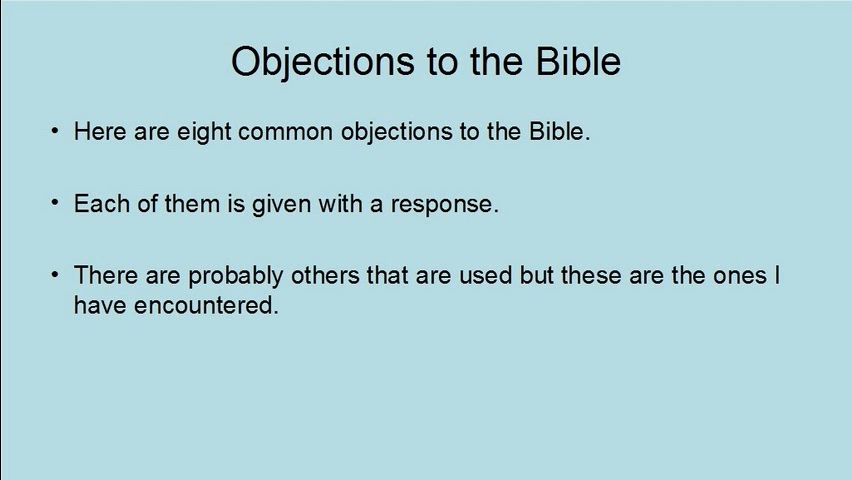 Objections to the Bible
• Here are eight common objections to the Bible.
• Each of them is given with a response.
• There are probably others that are used but these are the ones I
have encountered.